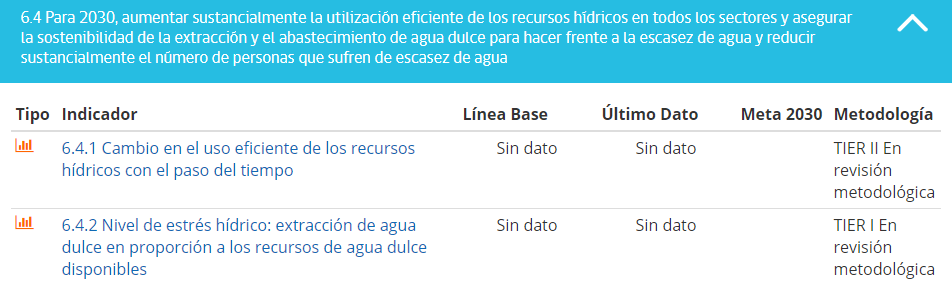 6.4 Para 2030, aumentar sustancialmente la utilización eficiente de los recursos hídricos en todos los sectores y asegurar
la sostenibilidad de la extracción y el abastecimiento de agua dulce para hacer frente a la escasez de agua y reducir
sustancialmente el número de personas que sufren de escasez de agua
Tipo Indicador Línea Base Último Dato Meta 2030 Metodología
6.4.1 Cambio en el uso eficiente de los recursos Sin dato Sin dato TIER II En
hídricos con el paso del tiempo revisión
metodológica
6.4.2 Nivel de estrés hídrico: extracción de agua Sin dato Sin dato TIER I En
dulce en proporción a los recursos de agua dulce revisión
disponibles metodológica